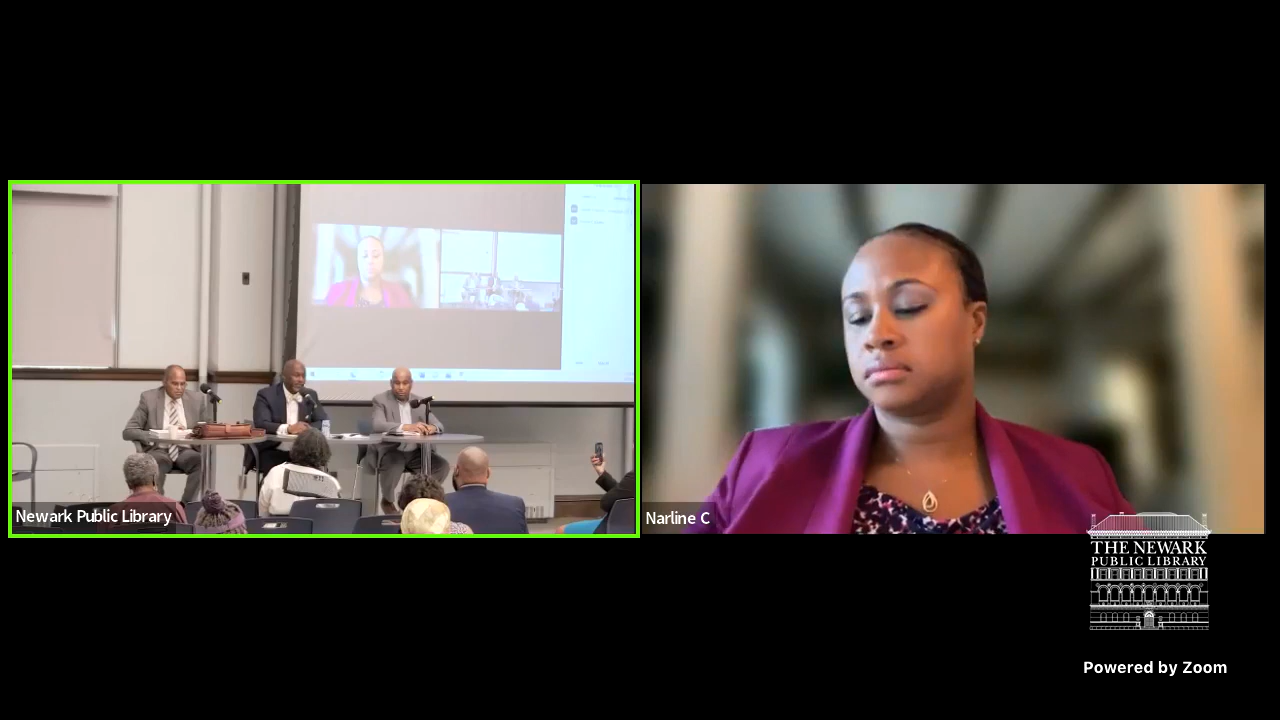 Newark Public Library
Narline C
THE NEWARK
PUBLIC LIBRARY
Powered by Zoom